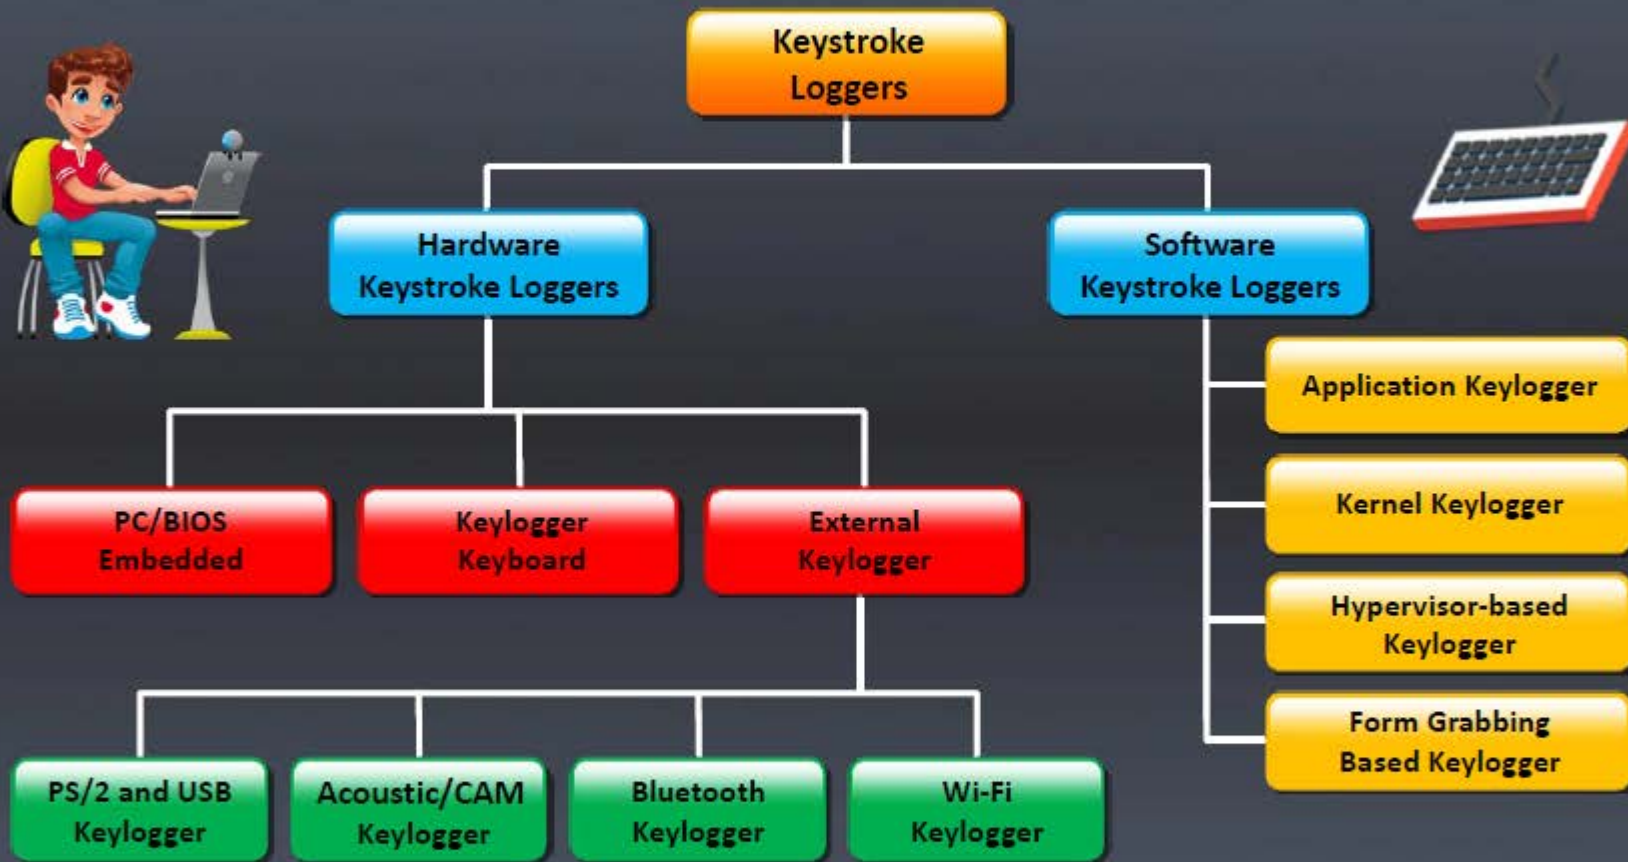 Keystroke
Loggers
Hardware
Keystroke Loggers
Software
Keystroke Loggers
Application Keylogger
Kernel Keylogger
Hypervisor-based
Keylogger
Form Grabbing
Based Keylogger
PC/BIOS
Embedded
Keylogger
Keyboard
External
Keylogger
PS/2 and USB
Keylogger
Acoustic/CAM
Keylogger
Bluetooth
Keylogger
Wi-Fi
Keylogger